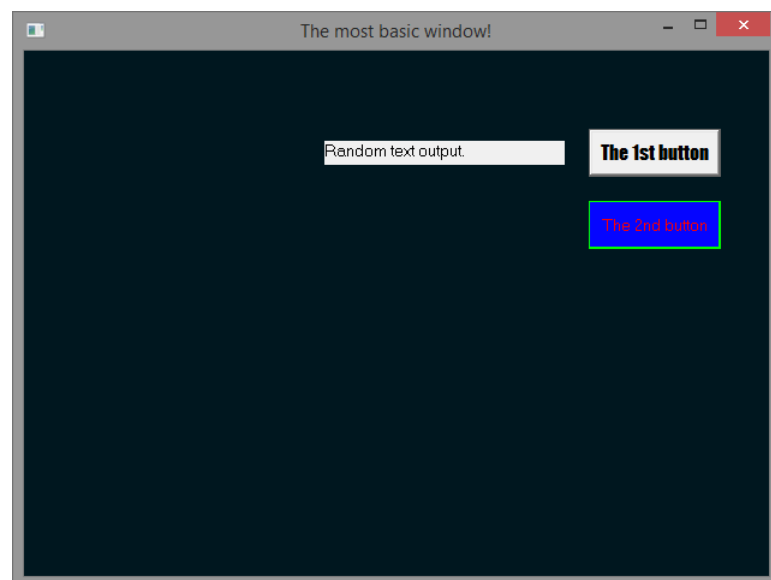 The most basic window!
Random text output.
The 1st button
The 2nd button